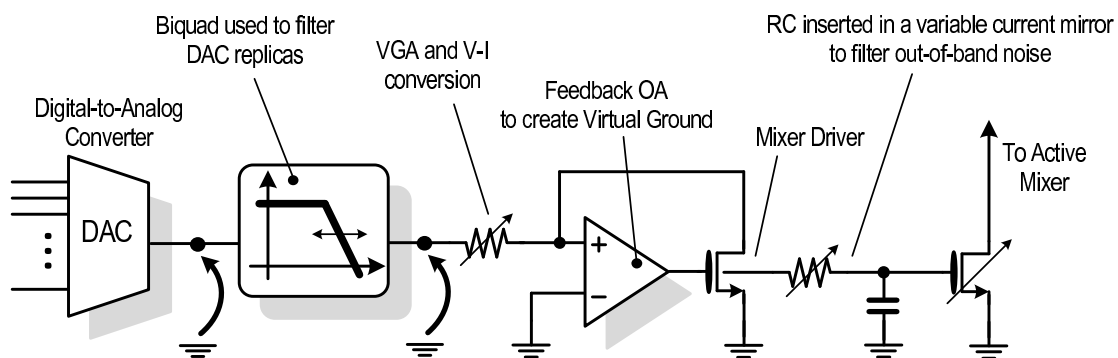 Biquad used to filter
DAC replicas
VGA and V-I
conversion
RC inserted in a variable current mirror
to filter out-of-band noise
Digital-to-Analog
Converter
Feedback OA
to create Virtual Ground
Mixer Driver
To Active
Mixer
DAC
+
−